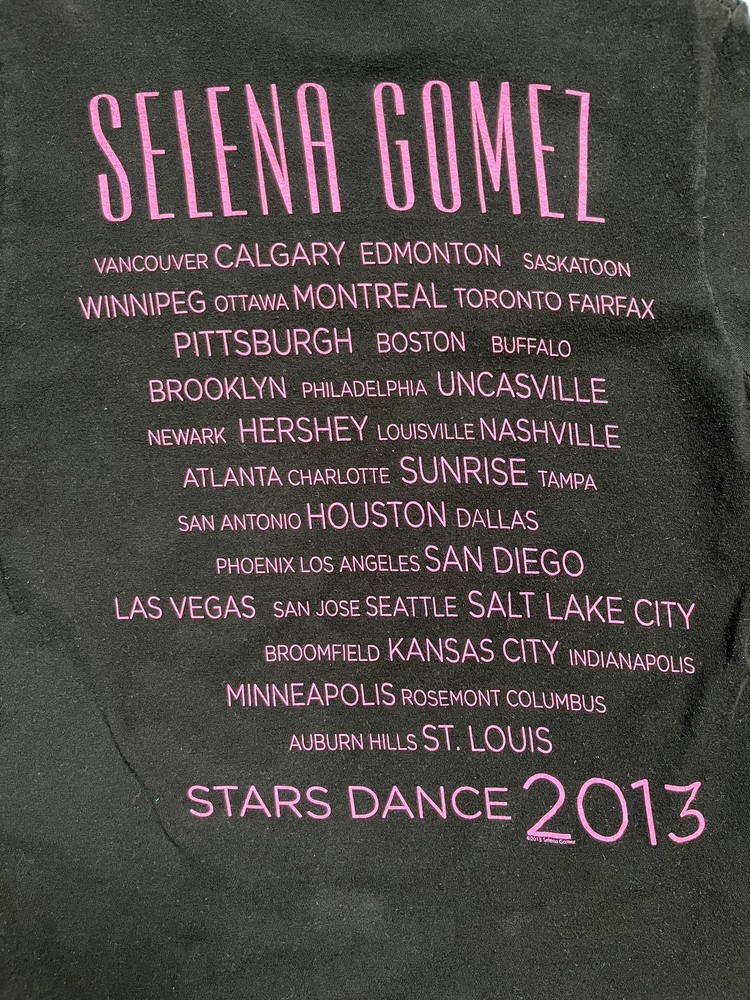 SELENA GOMEZ
VANCOUVER CALGARY EDMONTON SASKATOON
WINNIPEG OTTAWA MONTREAL TORONTO FAIRFAX
PITTSBURGH BOSTON BUFFALO
BROOKLYN PHILADELPHIA UNCASVILLE
NEWARK HERSHEY LOUISVILLE NASHVILLE
ATLANTA CHARLOTTE SUNRISE TAMPA
SAN ANTONIO HOUSTON DALLAS
PHOENIX LOS ANGELES SAN DIEGO
LAS VEGAS SAN JOSE SEATTLE SALT LAKE CITY
BROOMFIELD KANSAS CITY INDIANAPOLIS
MINNEAPOLIS ROSEMONT COLUMBUS
AUBURN HILLS ST. LOUIS
STARS DANCE 2013
©2013 Selena Gomez